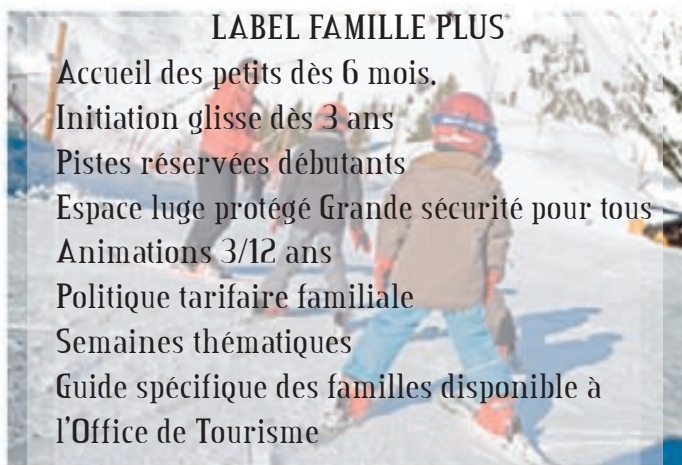 LABEL FAMILLE PLUS
Accueil des petits dès 6 mois.
Initiation glisse dès 3 ans
Pistes réservées débutants
Espace luge protégé Grande sécurité pour tous
Animations 3/12 ans
Politique tarifaire familiale
Semaines thématiques
Guide spécifique des familles disponible à
l'Office de Tourisme